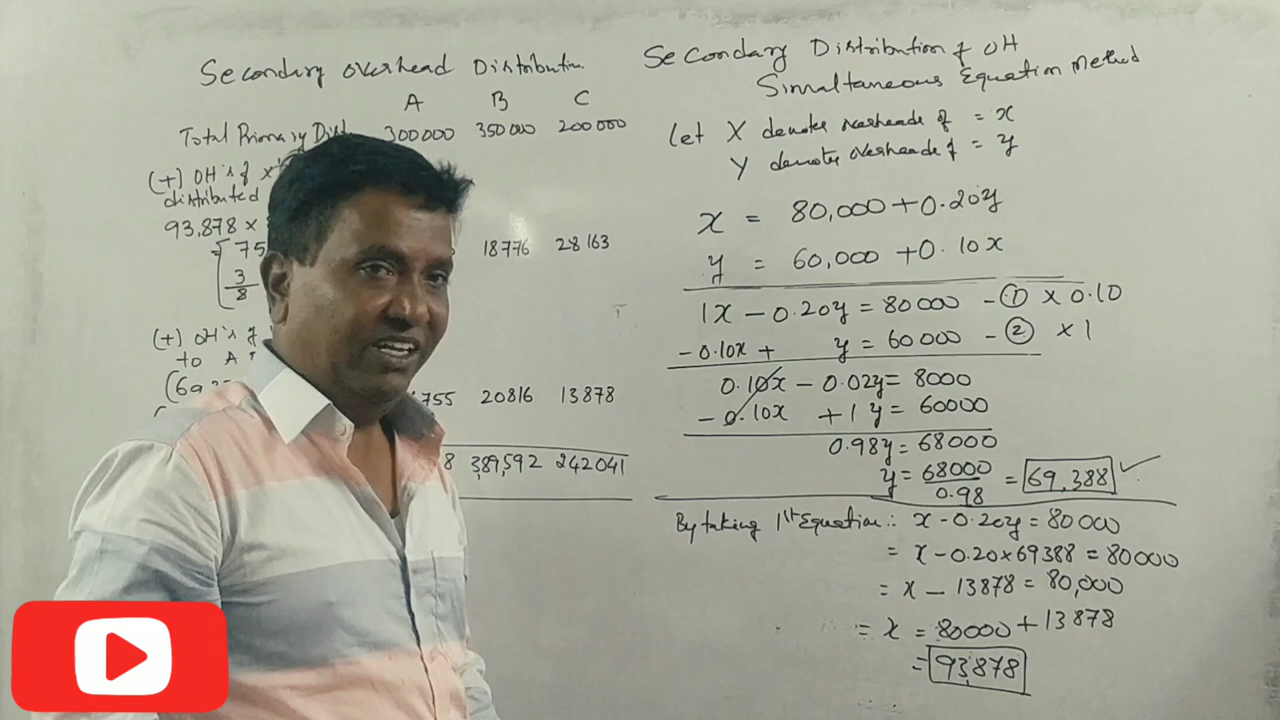 Secondary Overhead Distribution
A B C
Total Primary Dist 300000 350000 200000
(+) OH's of x
distributed
93,878 ×
= 75 18776 28163
3/8
(+) OH's of
to A
(69 755 20816 13878
8 389,592 242041
Secondary Distribution of OH
Simultaneous Equation Method
Let X denotes overheads of = x
Y denotes overheads of = y
x = 80,000 + 0.20y
y = 60,000 + 0.10x
1x - 0.20y = 80000 - ① × 0.10
- 0.10x + y = 60000 - ② × 1
0.10x - 0.02y = 8000
- 0.10x + 1y = 60000
0.98y = 68000
y = 68000/0.98 = 69,388 ✓
By taking 1st Equation :. x - 0.20y = 80000
= x - 0.20×69388 = 80000
= x - 13878 = 80,000
= x = 80000 + 13878
= 93,878